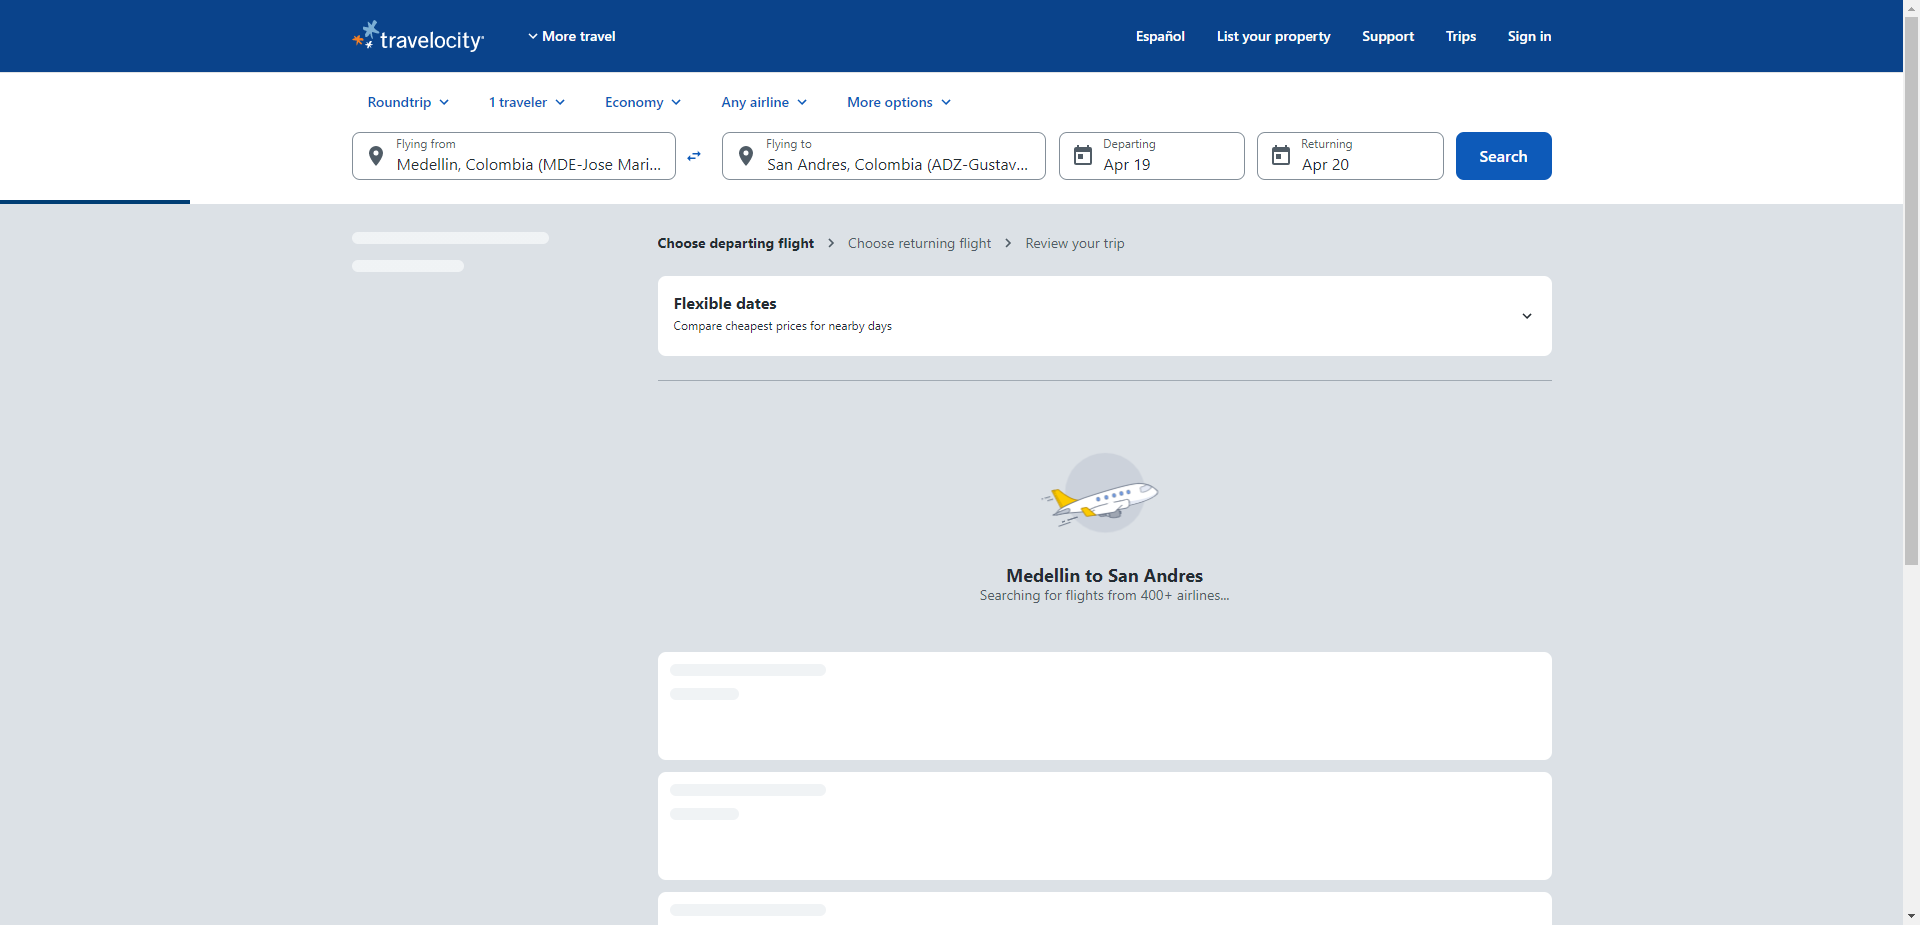 travelocity
More travel
Español
List your property
Support
Trips
Sign in
Roundtrip
1 traveler
Economy
Any airline
More options
Flying from
Medellin, Colombia (MDE-Jose Mari...
Flying to
San Andres, Colombia (ADZ-Gustav...
Departing
Apr 19
Returning
Apr 20
Search
Choose departing flight
Choose returning flight
Review your trip
Flexible dates
Compare cheapest prices for nearby days
Medellin to San Andres
Searching for flights from 400+ airlines...